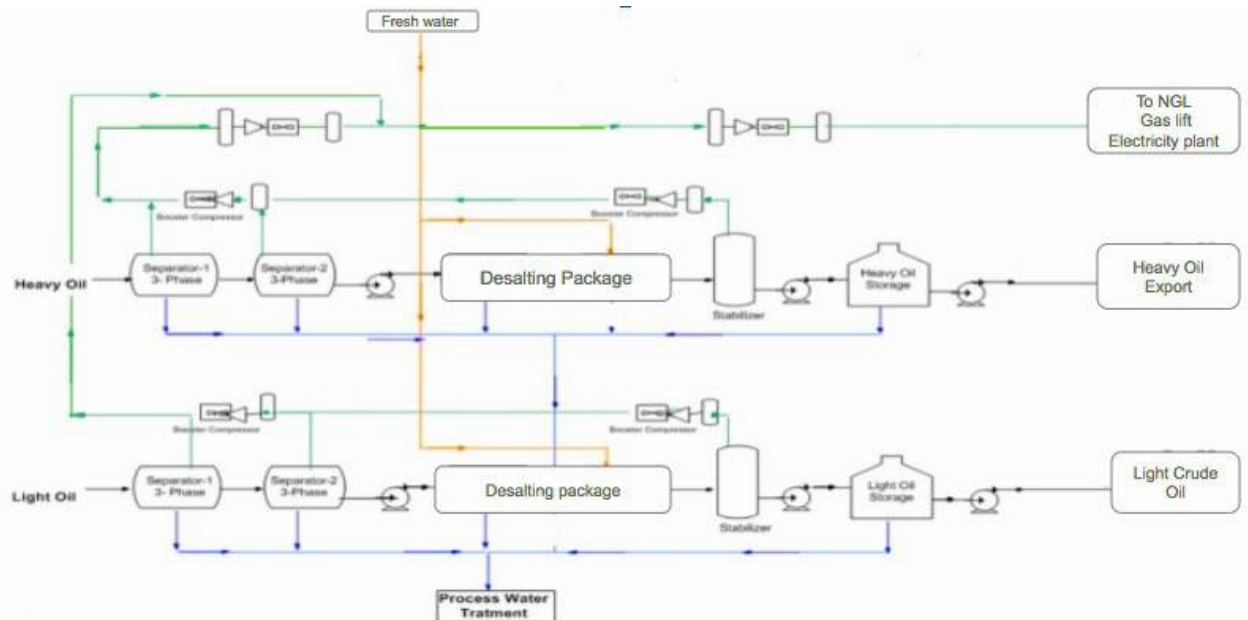 Fresh water
To NGL
Gas lift
Electricity plant
Booster Compressor
Booster Compressor
Heavy Oil
Separator-1
3- Phase
Separator-2
3-Phase
Desalting Package
Stabilizer
Heavy Oil
Storage
Heavy Oil
Export
Booster Compressor
Booster Compressor
Light Oil
Separator-1
3- Phase
Separator-2
3-Phase
Desalting package
Stabilizer
Light Oil
Storage
Light Crude
Oil
Process Water
Tratment